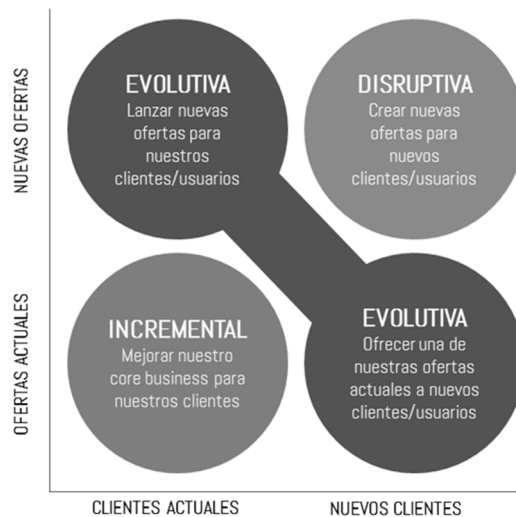 NUEVAS OFERTAS
EVOLUTIVA
Lanzar nuevas
ofertas para
nuestros
clientes/usuarios
DISRUPTIVA
Crear nuevas
ofertas para
nuevos
clientes/usuarios
OFERTAS ACTUALES
INCREMENTAL
Mejorar nuestro
core business para
nuestros clientes
EVOLUTIVA
Ofrecer una de
nuestras ofertas
actuales a nuevos
clientes/usuarios
CLIENTES ACTUALES
NUEVOS CLIENTES